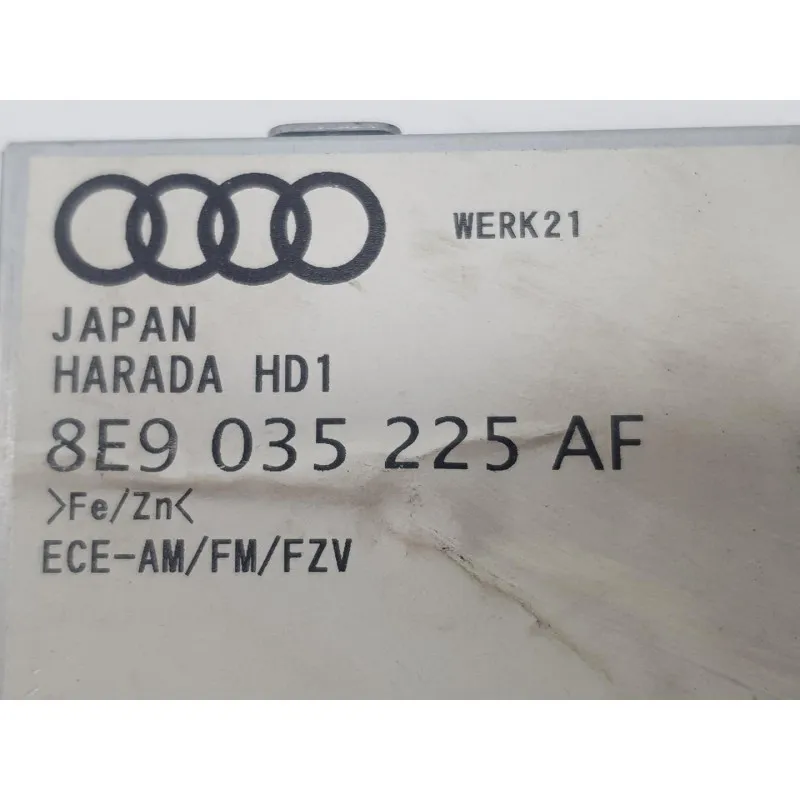 WERK21
JAPAN
HARADA HD1
8E9 035 225 AF
>Fe/Zn<
ECE-AM/FM/FZV